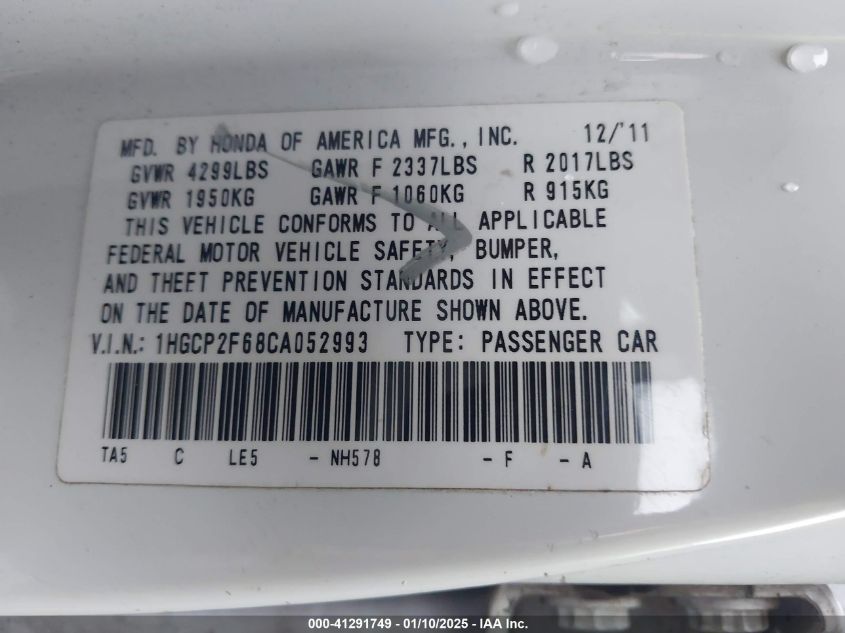 MFD. BY HONDA OF AMERICA MFG., INC. 12/'11
GVWR 4299LBS GAWR F 2337LBS R 2017LBS
GVWR 1950KG GAWR F 1060KG R 915KG
THIS VEHICLE CONFORMS TO ALL APPLICABLE
FEDERAL MOTOR VEHICLE SAFETY, BUMPER,
AND THEFT PREVENTION STANDARDS IN EFFECT
ON THE DATE OF MANUFACTURE SHOWN ABOVE.
V.I.N.: 1HGCP2F68CA052993 TYPE: PASSENGER CAR
TA5 C LE5 - NH578 - F - A
000-41291749 - 01/10/2025 - IAA Inc.